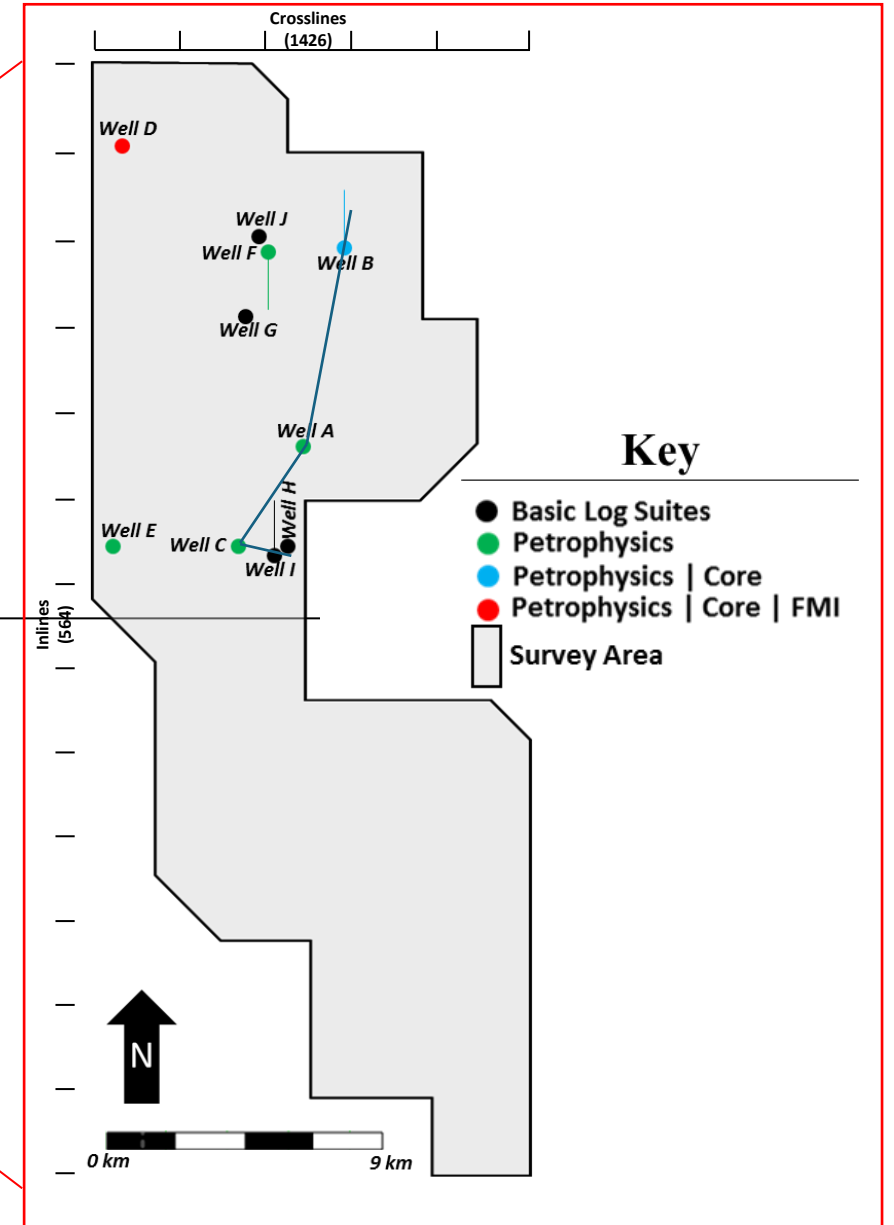 Crosslines
(1426)
Well D
Well J
Well F
Well B
Well G
Well A
Key
Well H
Basic Log Suites
Well E
Well C
Petrophysics
Well I
Petrophysics | Core
Petrophysics | Core | FMI
Inlines
(564)
Survey Area
N
0 km
9 km